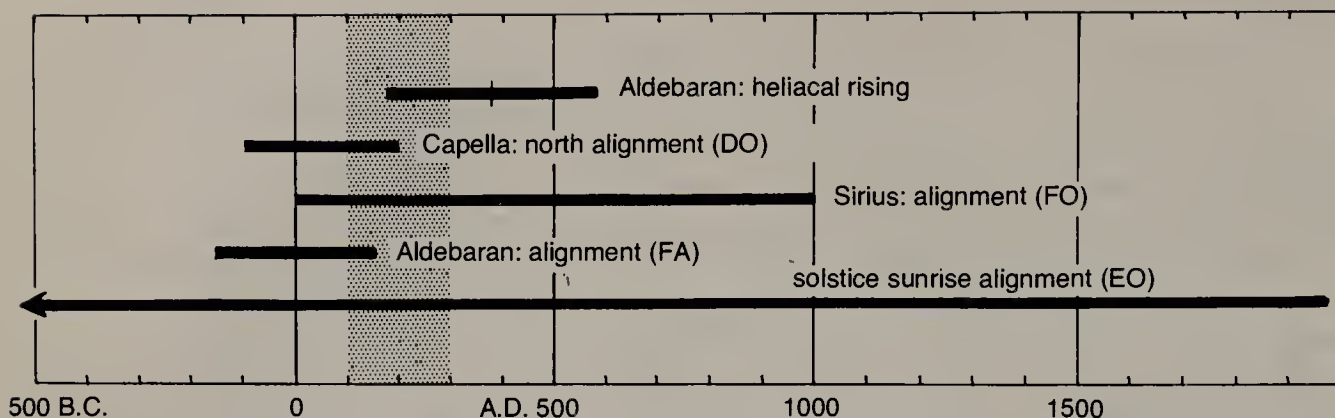 Aldebaran: heliacal rising
Capella: north alignment (DO)
Sirius: alignment (FO)
Aldebaran: alignment (FA)
solstice sunrise alignment (EO)
500 B.C. 0 A.D. 500 1000 1500